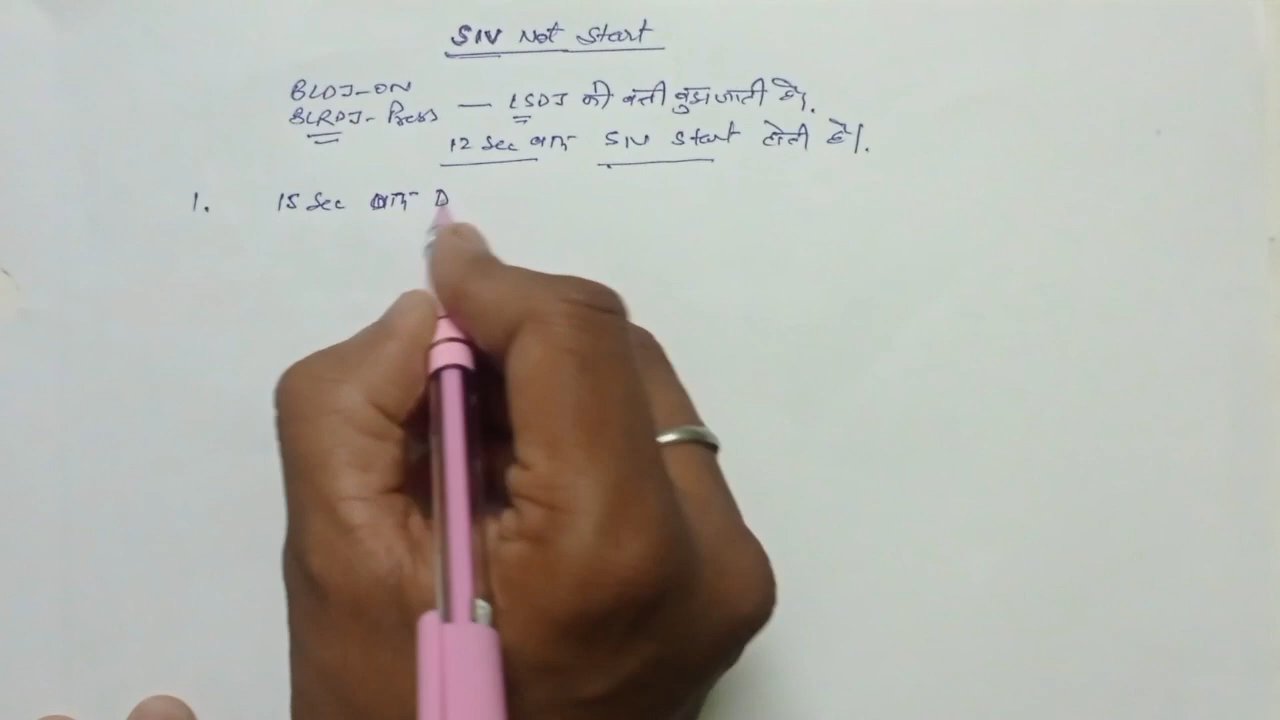 SIV Not Start
BLDJ-ON
BLRDJ-Press — LSDJ की बत्ती बुझ जाती है।.
12 Sec बाद SIV start होती है।.
1. 15 Sec बाद D